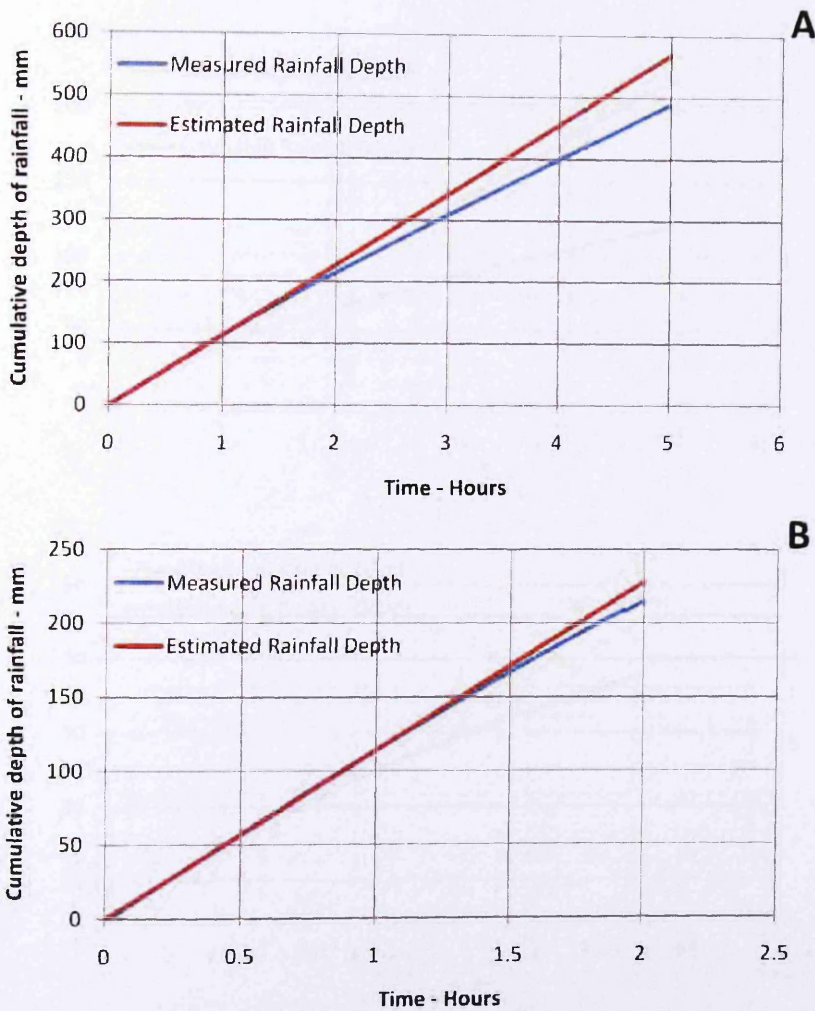 A
600
500
400
300
200
100
0
Cumulative depth of rainfall - mm
Measured Rainfall Depth
Estimated Rainfall Depth
0 1 2 3 4 5 6
Time - Hours
B
250
200
150
100
50
0
Cumulative depth of rainfall - mm
Measured Rainfall Depth
Estimated Rainfall Depth
0 0.5 1 1.5 2 2.5
Time - Hours